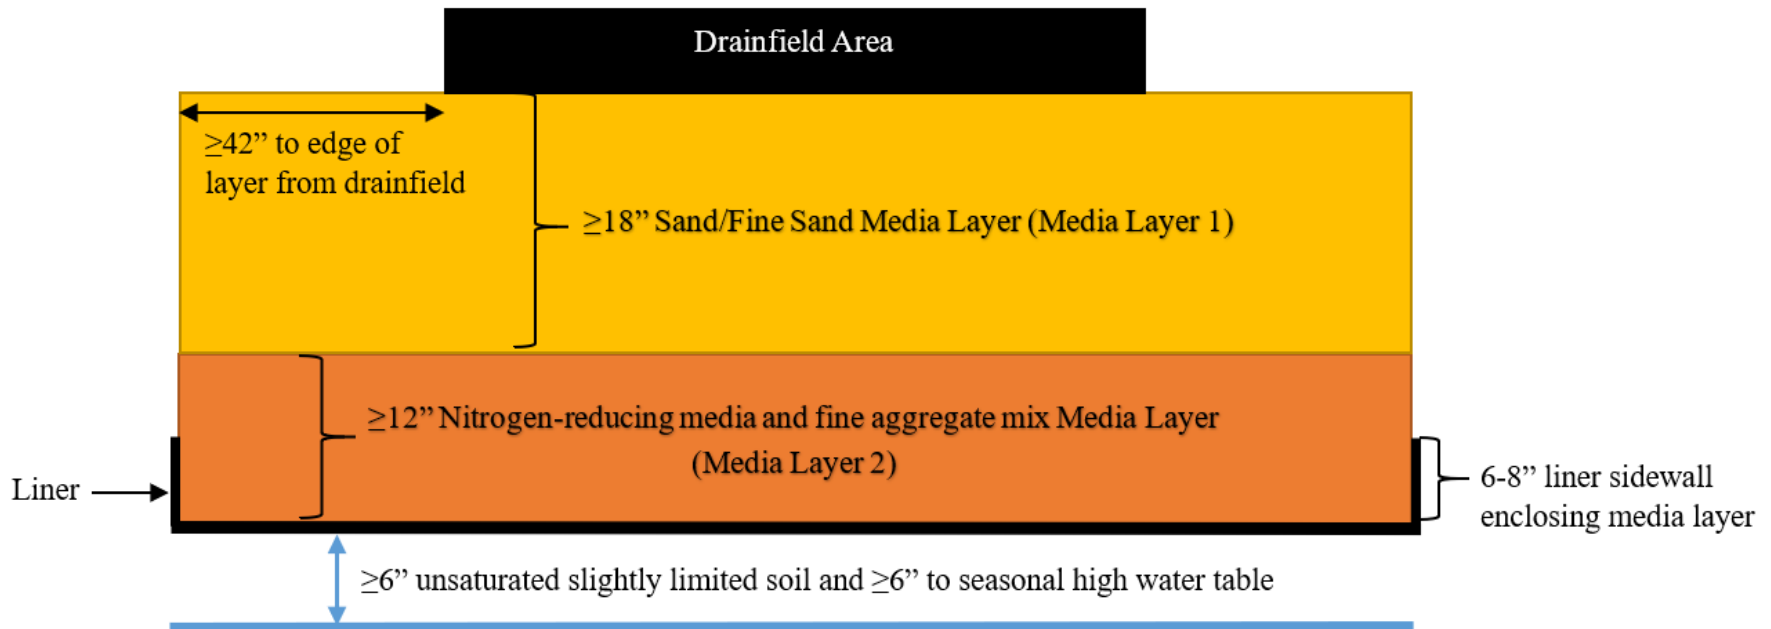 Drainfield Area
≥42” to edge of
layer from drainfield
≥18” Sand/Fine Sand Media Layer (Media Layer 1)
≥12” Nitrogen-reducing media and fine aggregate mix Media Layer
(Media Layer 2)
Liner
6-8” liner sidewall
enclosing media layer
≥6” unsaturated slightly limited soil and ≥6” to seasonal high water table